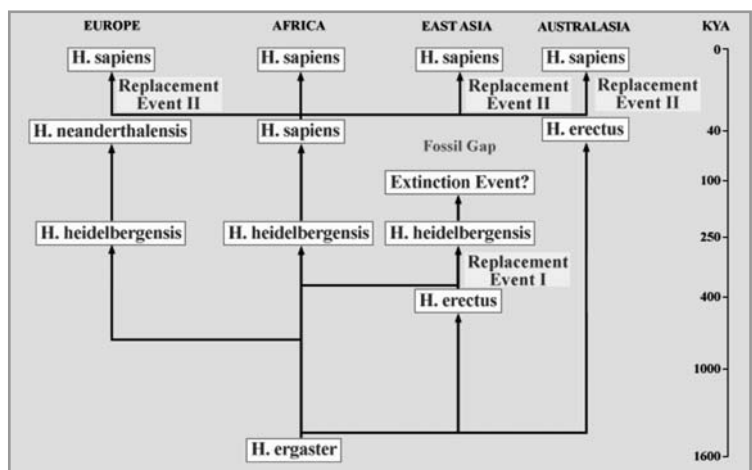 EUROPE AFRICA EAST ASIA AUSTRALASIA KYA
H. sapiens H. sapiens H. sapiens H. sapiens 0
Replacement Replacement Replacement
Event II Event II Event II
H. neanderthalensis H. sapiens H. erectus 40
Fossil Gap
Extinction Event? 100
H. heidelbergensis H. heidelbergensis H. heidelbergensis 250
Replacement
Event I
H. erectus 400
1000
H. ergaster 1600